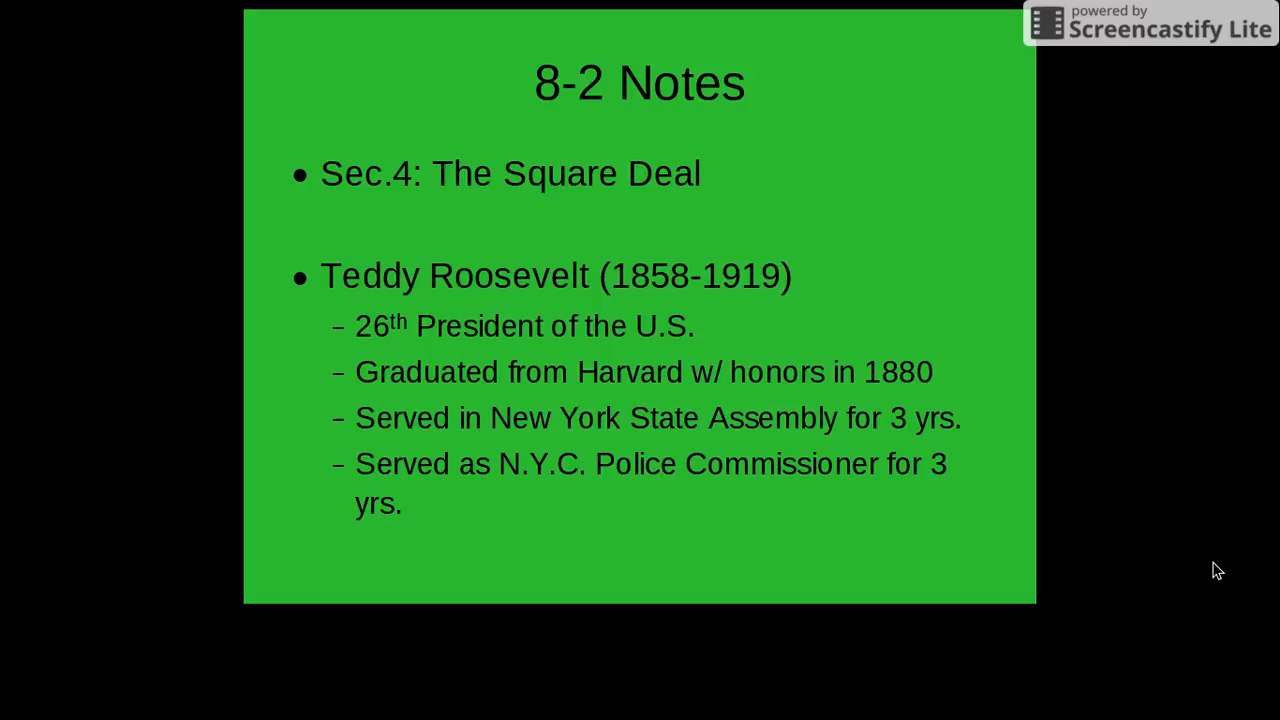 powered by
Screencastify Lite
8-2 Notes
• Sec.4: The Square Deal
• Teddy Roosevelt (1858-1919)
– 26th President of the U.S.
– Graduated from Harvard w/ honors in 1880
– Served in New York State Assembly for 3 yrs.
– Served as N.Y.C. Police Commissioner for 3
yrs.